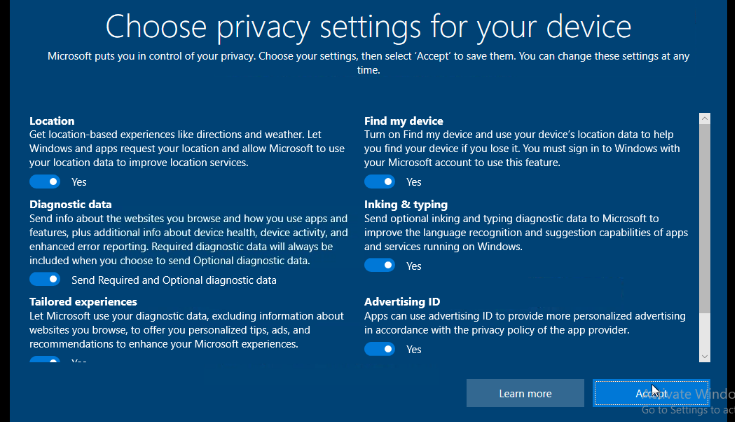 Choose privacy settings for your device
Microsoft puts you in control of your privacy. Choose your settings, then select 'Accept' to save them. You can change these settings at any
time.
Location
Get location-based experiences like directions and weather. Let
Windows and apps request your location and allow Microsoft to use
your location data to improve location services.
Yes
Find my device
Turn on Find my device and use your device's location data to help
you find your device if you lose it. You must sign in to Windows with
your Microsoft account to use this feature.
Yes
Diagnostic data
Send info about the websites you browse and how you use apps and
features, plus additional info about device health, device activity, and
enhanced error reporting. Required diagnostic data will always be
included when you choose to send Optional diagnostic data.
Send Required and Optional diagnostic data
Inking & typing
Send optional inking and typing diagnostic data to Microsoft to
improve the language recognition and suggestion capabilities of apps
and services running on Windows.
Yes
Tailored experiences
Let Microsoft use your diagnostic data, excluding information about
websites you browse, to offer you personalized tips, ads, and
recommendations to enhance your Microsoft experiences.
Yes
Advertising ID
Apps can use advertising ID to provide more personalized advertising
in accordance with the privacy policy of the app provider.
Yes
Learn more
Accept
Go to Settings to